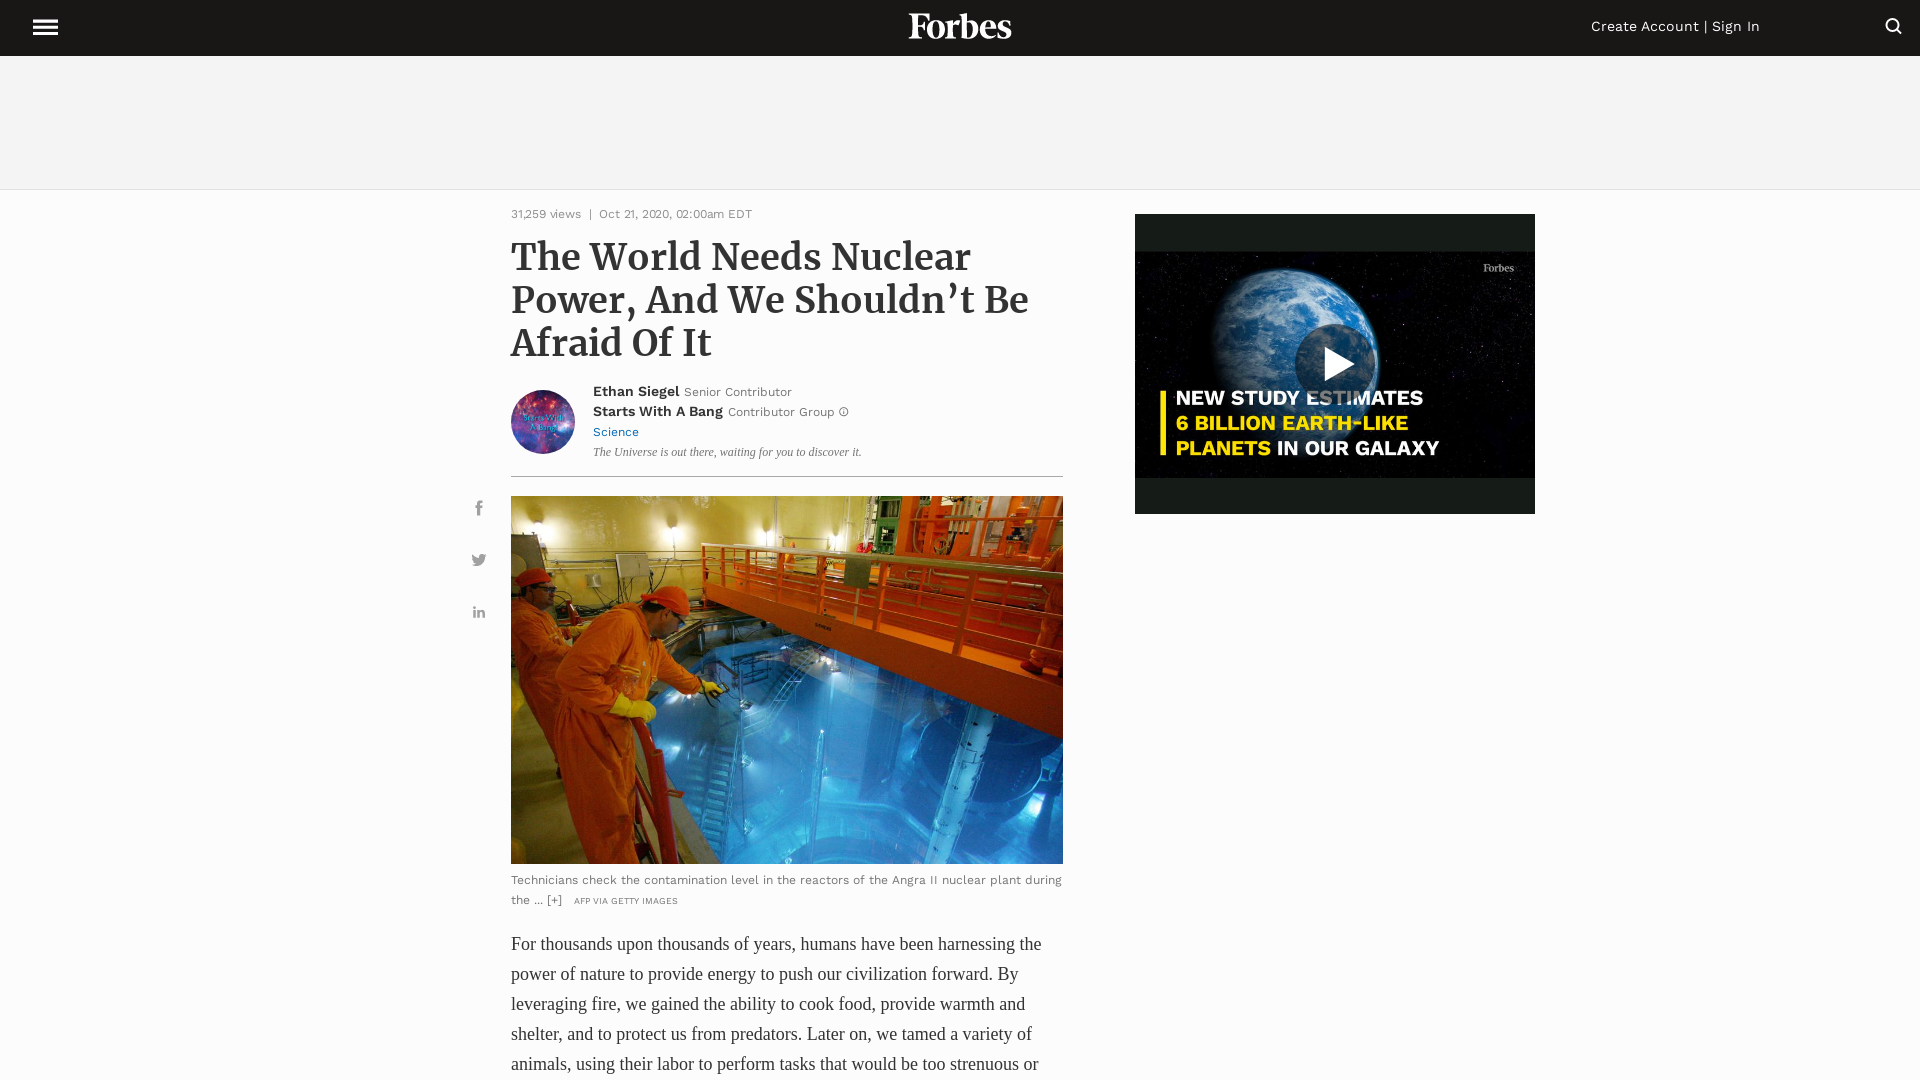 Forbes
Create Account | Sign In
31,259 views | Oct 21, 2020, 02:00am EDT
The World Needs Nuclear
Power, And We Shouldn’t Be
Afraid Of It
Ethan Siegel Senior Contributor
Starts With A Bang Contributor Group
Science
The Universe is out there, waiting for you to discover it.
Starts With
A Bang!
Forbes
NEW STUDY ESTIMATES
6 BILLION EARTH-LIKE
PLANETS IN OUR GALAXY
SIEMENS
Technicians check the contamination level in the reactors of the Angra II nuclear plant during
the ... [+] AFP VIA GETTY IMAGES
For thousands upon thousands of years, humans have been harnessing the
power of nature to provide energy to push our civilization forward. By
leveraging fire, we gained the ability to cook food, provide warmth and
shelter, and to protect us from predators. Later on, we tamed a variety of
animals, using their labor to perform tasks that would be too strenuous or